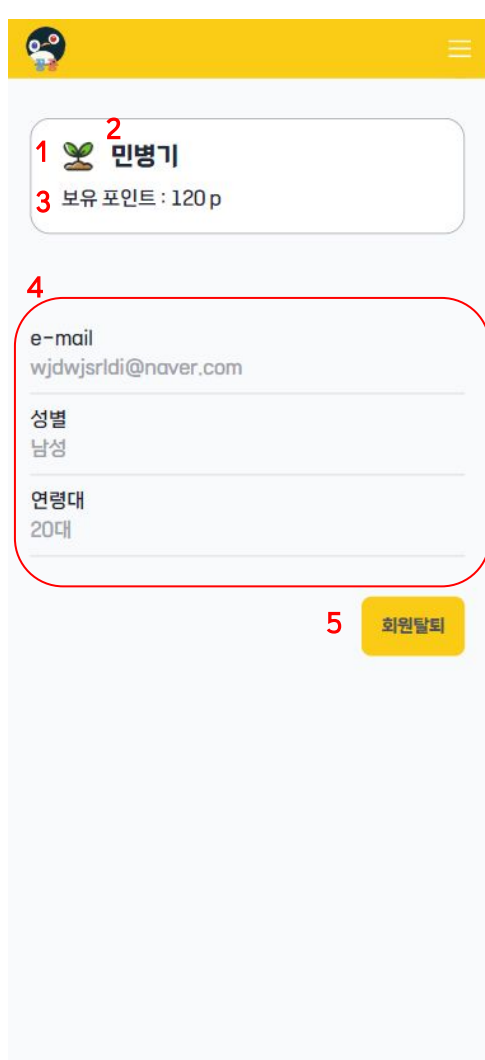 2
1 민병기
3 보유 포인트 : 120 p
4
e-mail
wjdwjsrldi@naver.com
성별
남성
연령대
20대
5 회원탈퇴